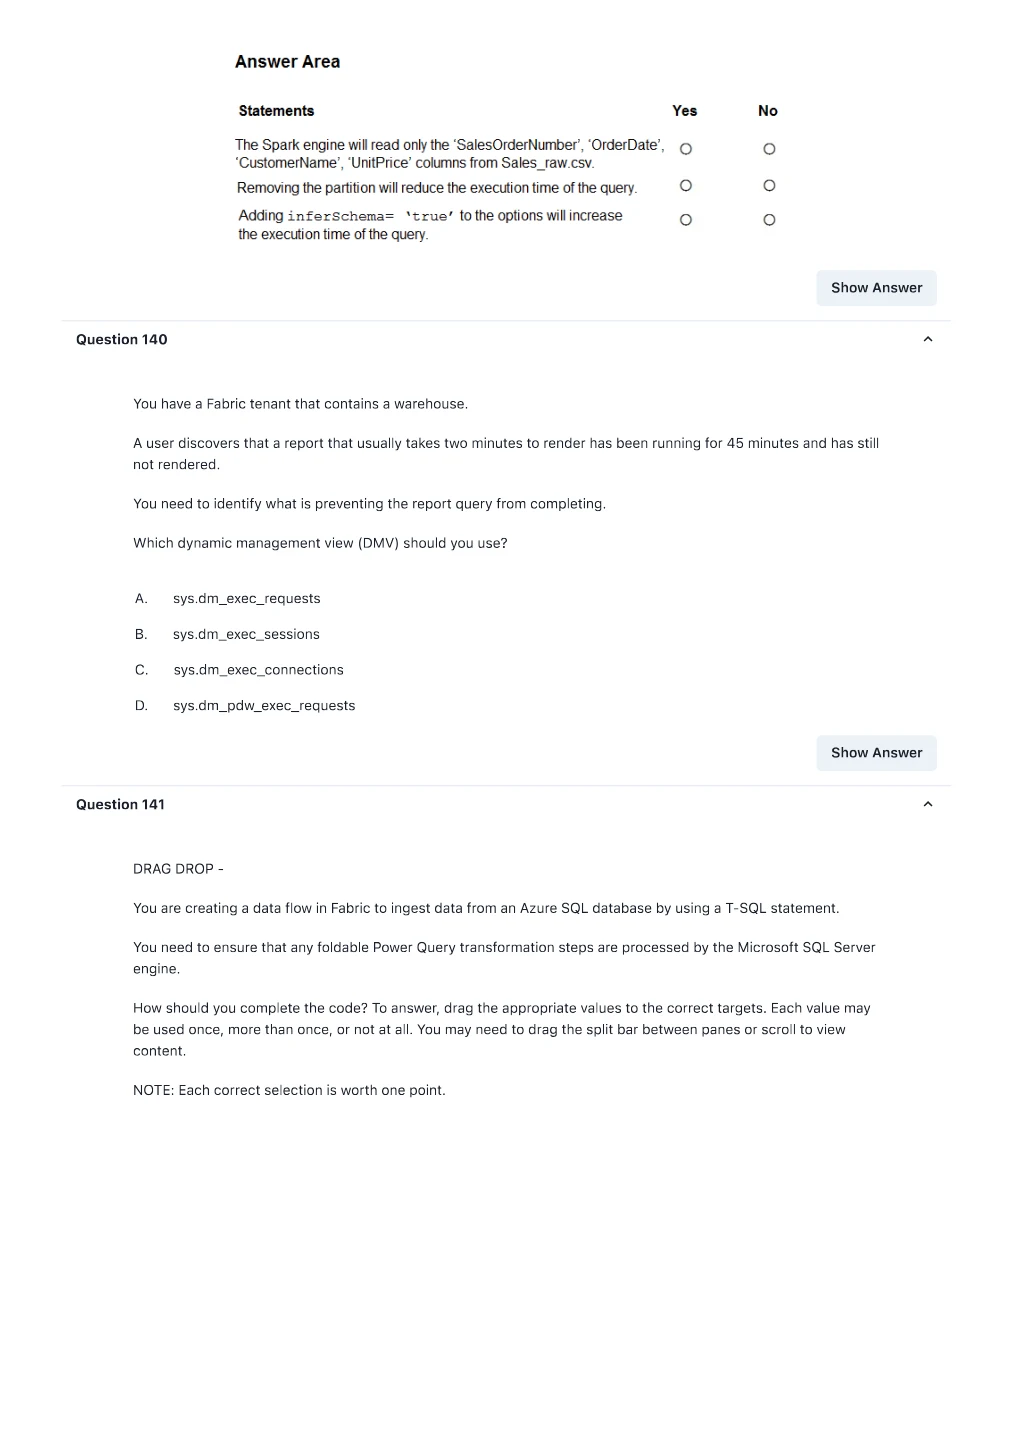 Answer Area
Statements Yes No
The Spark engine will read only the ‘SalesOrderNumber’, ‘OrderDate’,
‘CustomerName’, ‘UnitPrice’ columns from Sales_raw.csv.
Removing the partition will reduce the execution time of the query.
Adding inferSchema= ‘true’ to the options will increase
the execution time of the query.
Show Answer
Question 140
You have a Fabric tenant that contains a warehouse.
A user discovers that a report that usually takes two minutes to render has been running for 45 minutes and has still
not rendered.
You need to identify what is preventing the report query from completing.
Which dynamic management view (DMV) should you use?
A. sys.dm_exec_requests
B. sys.dm_exec_sessions
C. sys.dm_exec_connections
D. sys.dm_pdw_exec_requests
Show Answer
Question 141
DRAG DROP -
You are creating a data flow in Fabric to ingest data from an Azure SQL database by using a T-SQL statement.
You need to ensure that any foldable Power Query transformation steps are processed by the Microsoft SQL Server
engine.
How should you complete the code? To answer, drag the appropriate values to the correct targets. Each value may
be used once, more than once, or not at all. You may need to drag the split bar between panes or scroll to view
content.
NOTE: Each correct selection is worth one point.